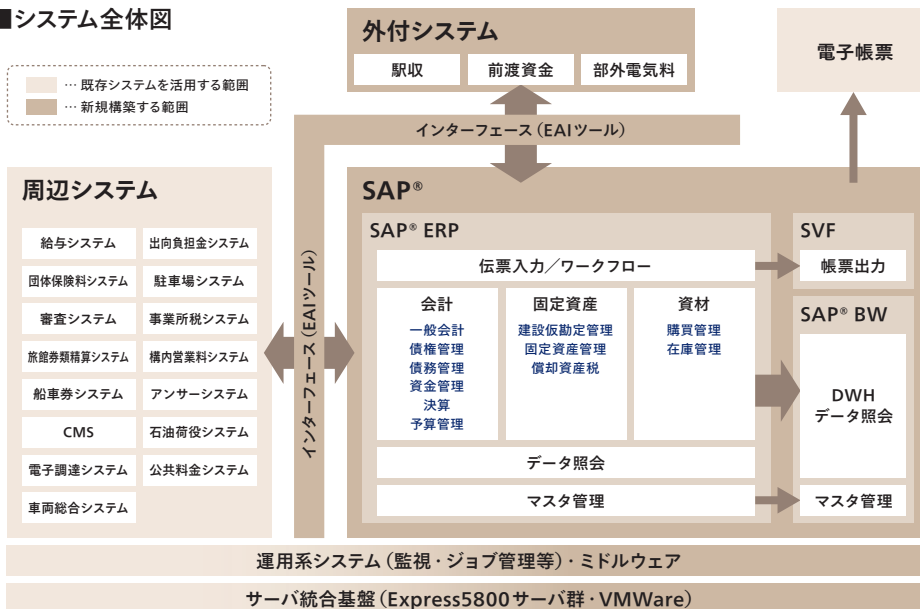 ■システム全体図
… 既存システムを活用する範囲
… 新規構築する範囲
外付システム
駅収
前渡資金
部外電気料
電子帳票
インターフェース（EAIツール）
周辺システム
給与システム
出向負担金システム
団体保険料システム
駐車場システム
審査システム
事業所税システム
旅館券類精算システム
構内営業料システム
船車券システム
アンサーシステム
CMS
石油荷役システム
電子調達システム
公共料金システム
車両総合システム
インターフェース（EAIツール）
SAP®
SAP® ERP
伝票入力／ワークフロー
会計
一般会計
債権管理
債務管理
資金管理
決算
予算管理
固定資産
建設仮勘定管理
固定資産管理
償却資産税
資材
購買管理
在庫管理
データ照会
マスタ管理
SVF
帳票出力
SAP® BW
DWH
データ照会
マスタ管理
運用系システム（監視・ジョブ管理等）・ミドルウェア
サーバ統合基盤（Express5800サーバ群・VMWare）